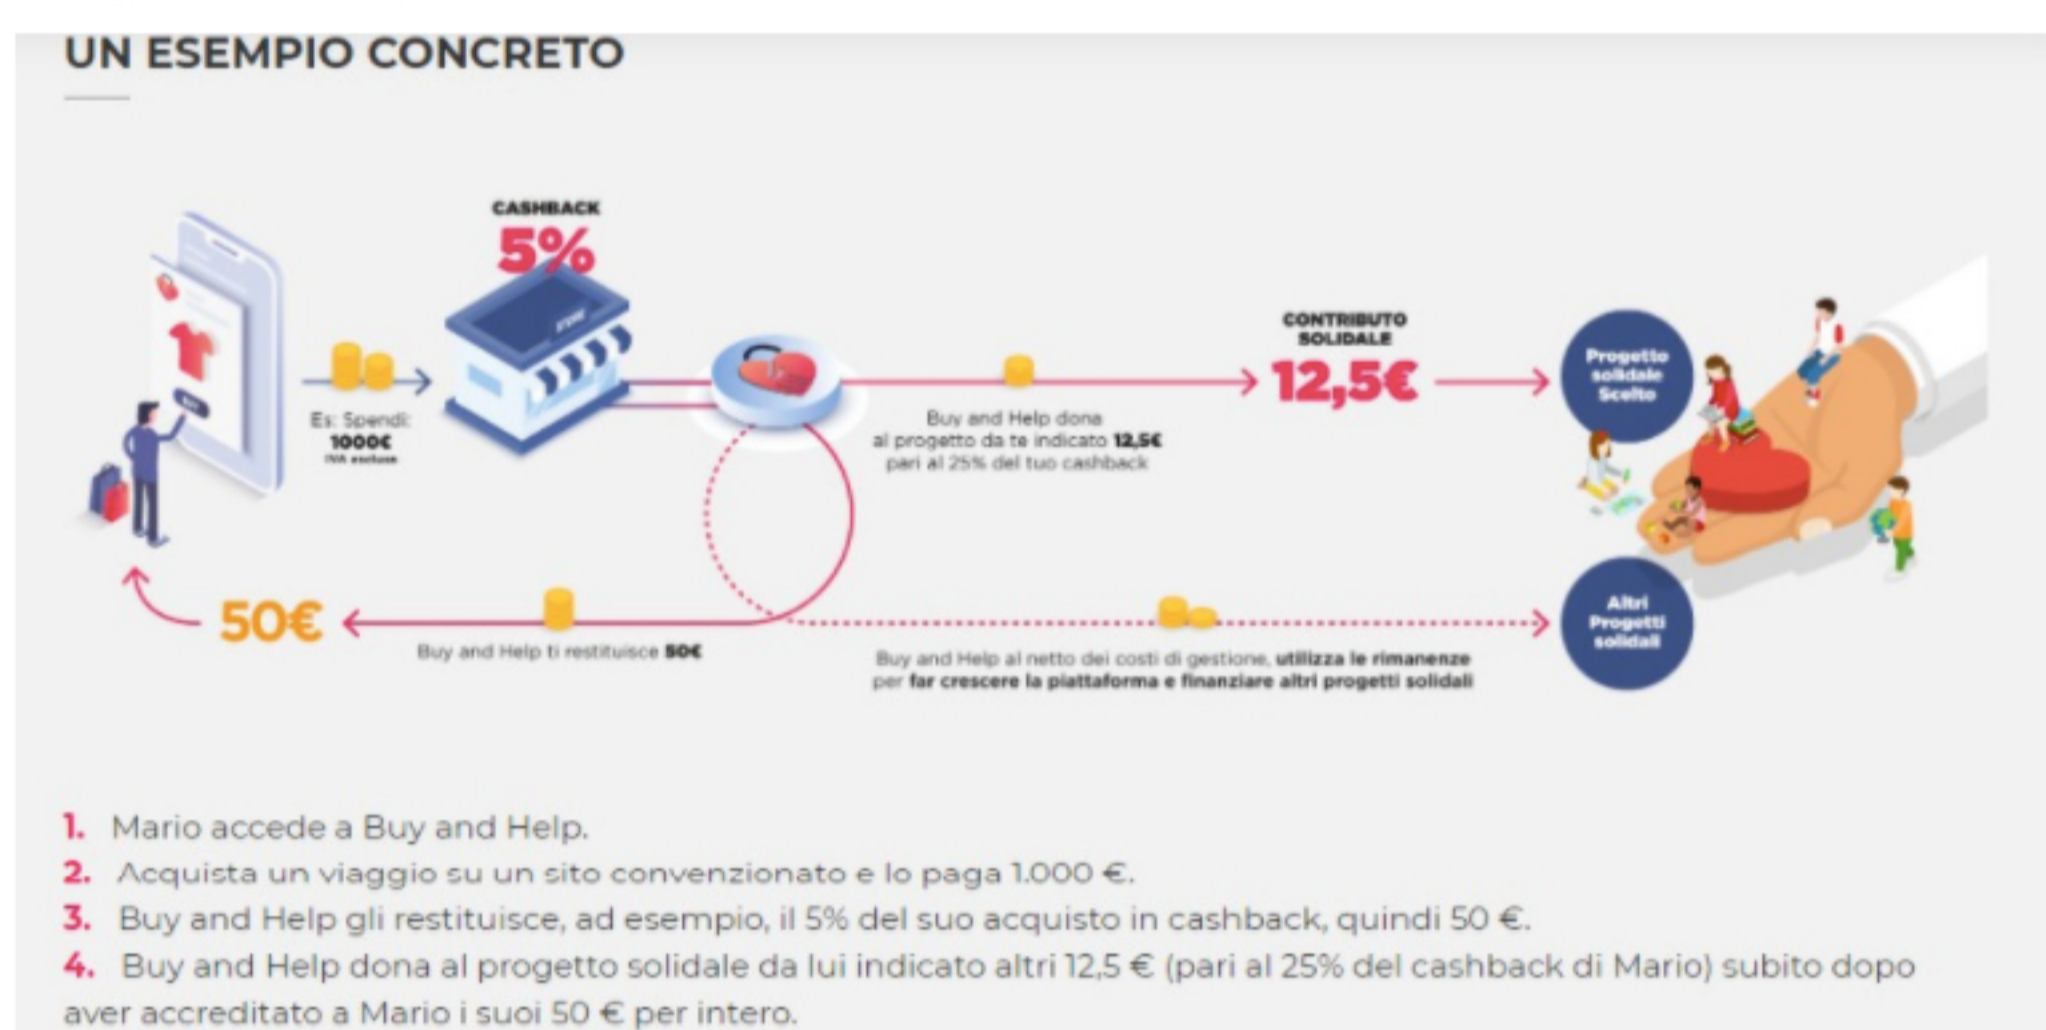 UN ESEMPIO CONCRETO
CASHBACK
5%
STORE
BUY
Es: Spendi:
1000€
IVA esclusa
Buy and Help dona
al progetto da te indicato 12,5€
pari al 25% del tuo cashback
CONTRIBUTO
SOLIDALE
12,5€
Progetto
solidale
Scelto
50€
Buy and Help ti restituisce 50€
Buy and Help al netto dei costi di gestione, utilizza le rimanenze
per far crescere la piattaforma e finanziare altri progetti solidali
Altri
Progetti
solidali
1. Mario accede a Buy and Help.
2. Acquista un viaggio su un sito convenzionato e lo paga 1.000 €.
3. Buy and Help gli restituisce, ad esempio, il 5% del suo acquisto in cashback, quindi 50 €.
4. Buy and Help dona al progetto solidale da lui indicato altri 12,5 € (pari al 25% del cashback di Mario) subito dopo
aver accreditato a Mario i suoi 50 € per intero.